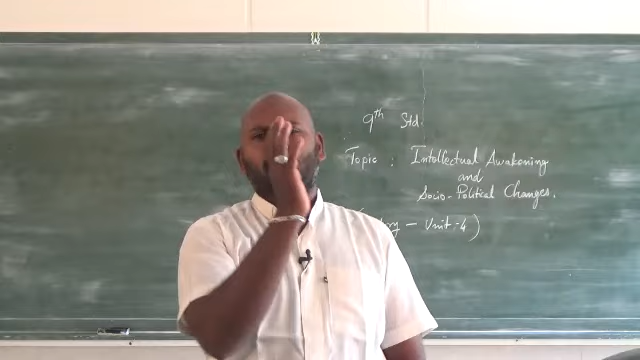 9th Std.
Topic : Intellectual Awakening
and
Socio-Political Changes.
- Unit-4)